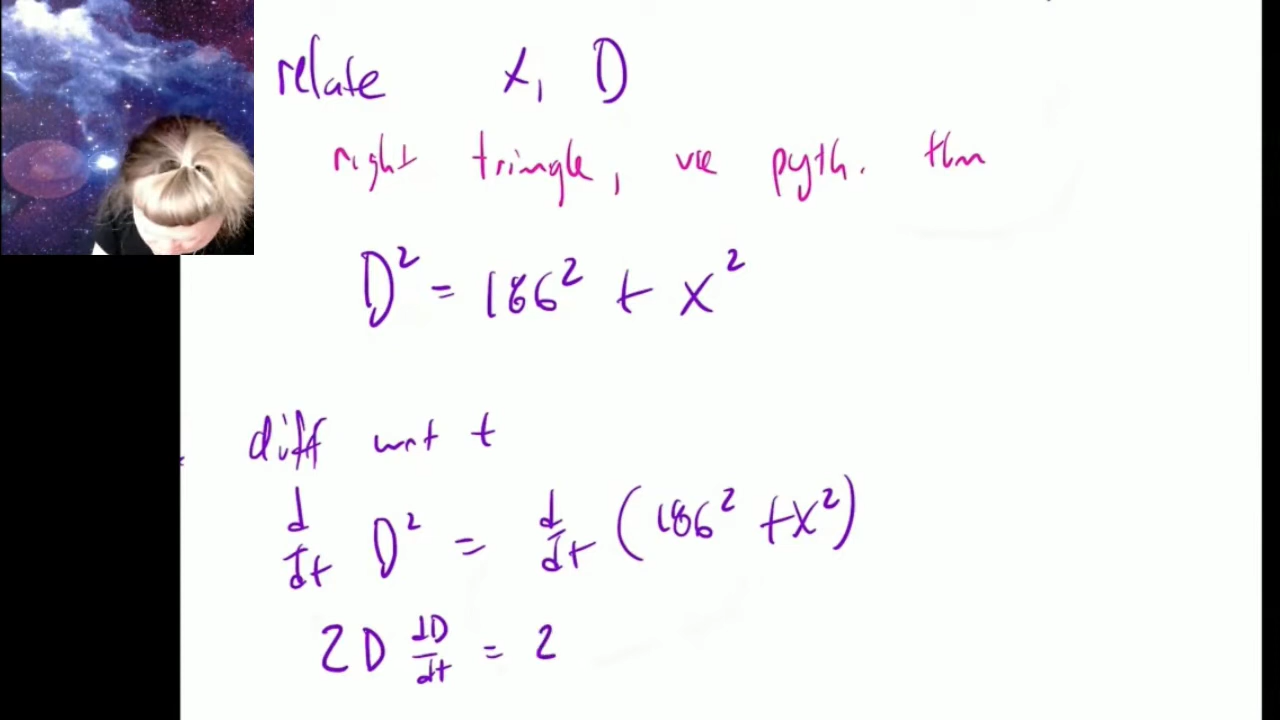 relate x, D
right triangle, use pyth. thm
D² = 186² + x²
diff wrt t
d/dt D² = d/dt (186² + x²)
2D dD/dt = 2